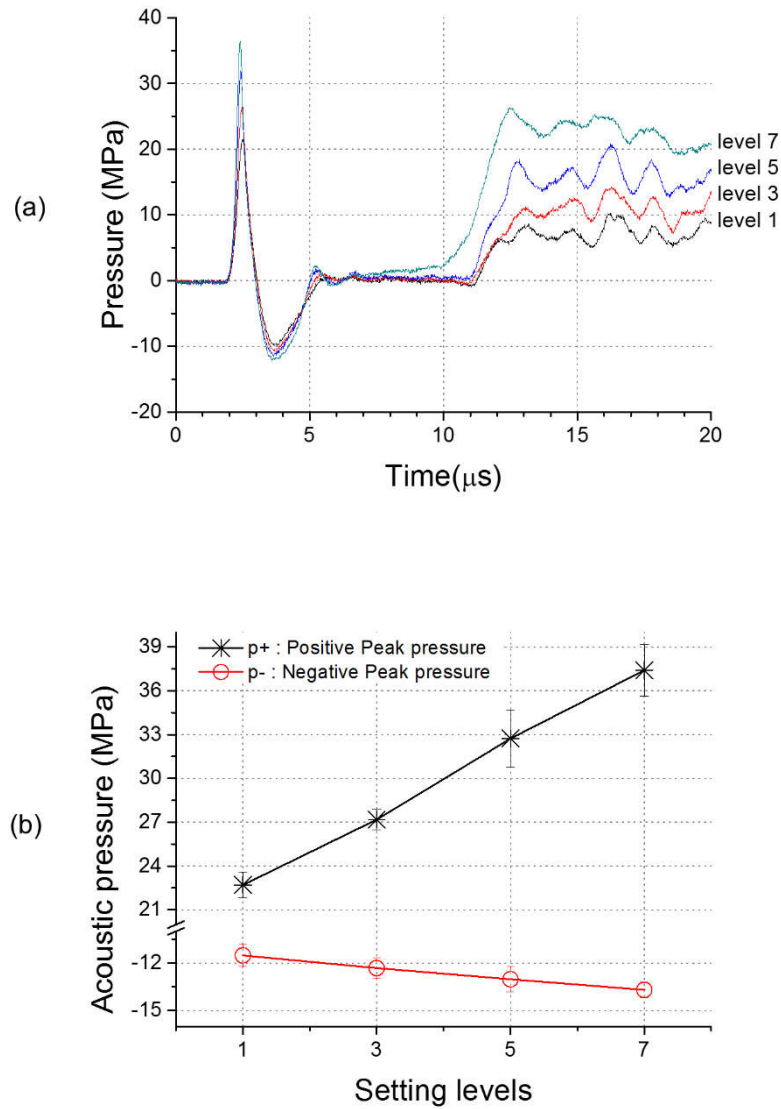 (a)
Pressure (MPa)
40
30
20
10
0
-10
-20
level 7
level 5
level 3
level 1
0 5 10 15 20
Time(μs)
(b)
Acoustic pressure (MPa)
p+ : Positive Peak pressure
p- : Negative Peak pressure
39
36
33
30
27
24
21
-12
-15
1 3 5 7
Setting levels